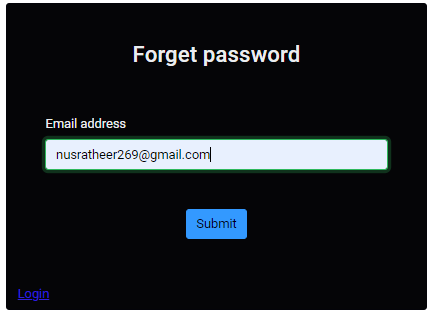 Forget password
Email address
nusratheer269@gmail.com
Submit
Login